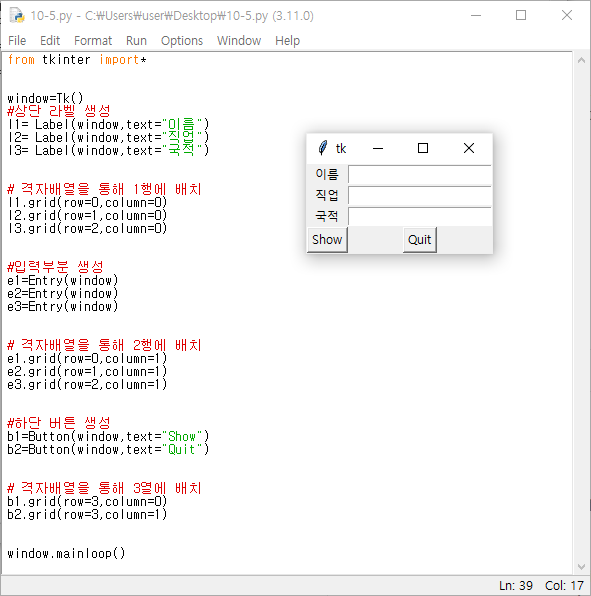 10-5.py - C:₩Users₩user₩Desktop₩10-5.py (3.11.0)
File Edit Format Run Options Window Help
from tkinter import*
window=Tk()
#상단 라벨 생성
l1= Label(window,text="이름")
l2= Label(window,text="직업")
l3= Label(window,text="국적")
# 격자배열을 통해 1행에 배치
l1.grid(row=0,column=0)
l2.grid(row=1,column=0)
l3.grid(row=2,column=0)
#입력부분 생성
e1=Entry(window)
e2=Entry(window)
e3=Entry(window)
# 격자배열을 통해 2행에 배치
e1.grid(row=0,column=1)
e2.grid(row=1,column=1)
e3.grid(row=2,column=1)
#하단 버튼 생성
b1=Button(window,text="Show")
b2=Button(window,text="Quit")
# 격자배열을 통해 3열에 배치
b1.grid(row=3,column=0)
b2.grid(row=3,column=1)
window.mainloop()
tk
이름
직업
국적
Show Quit
Ln: 39 Col: 17